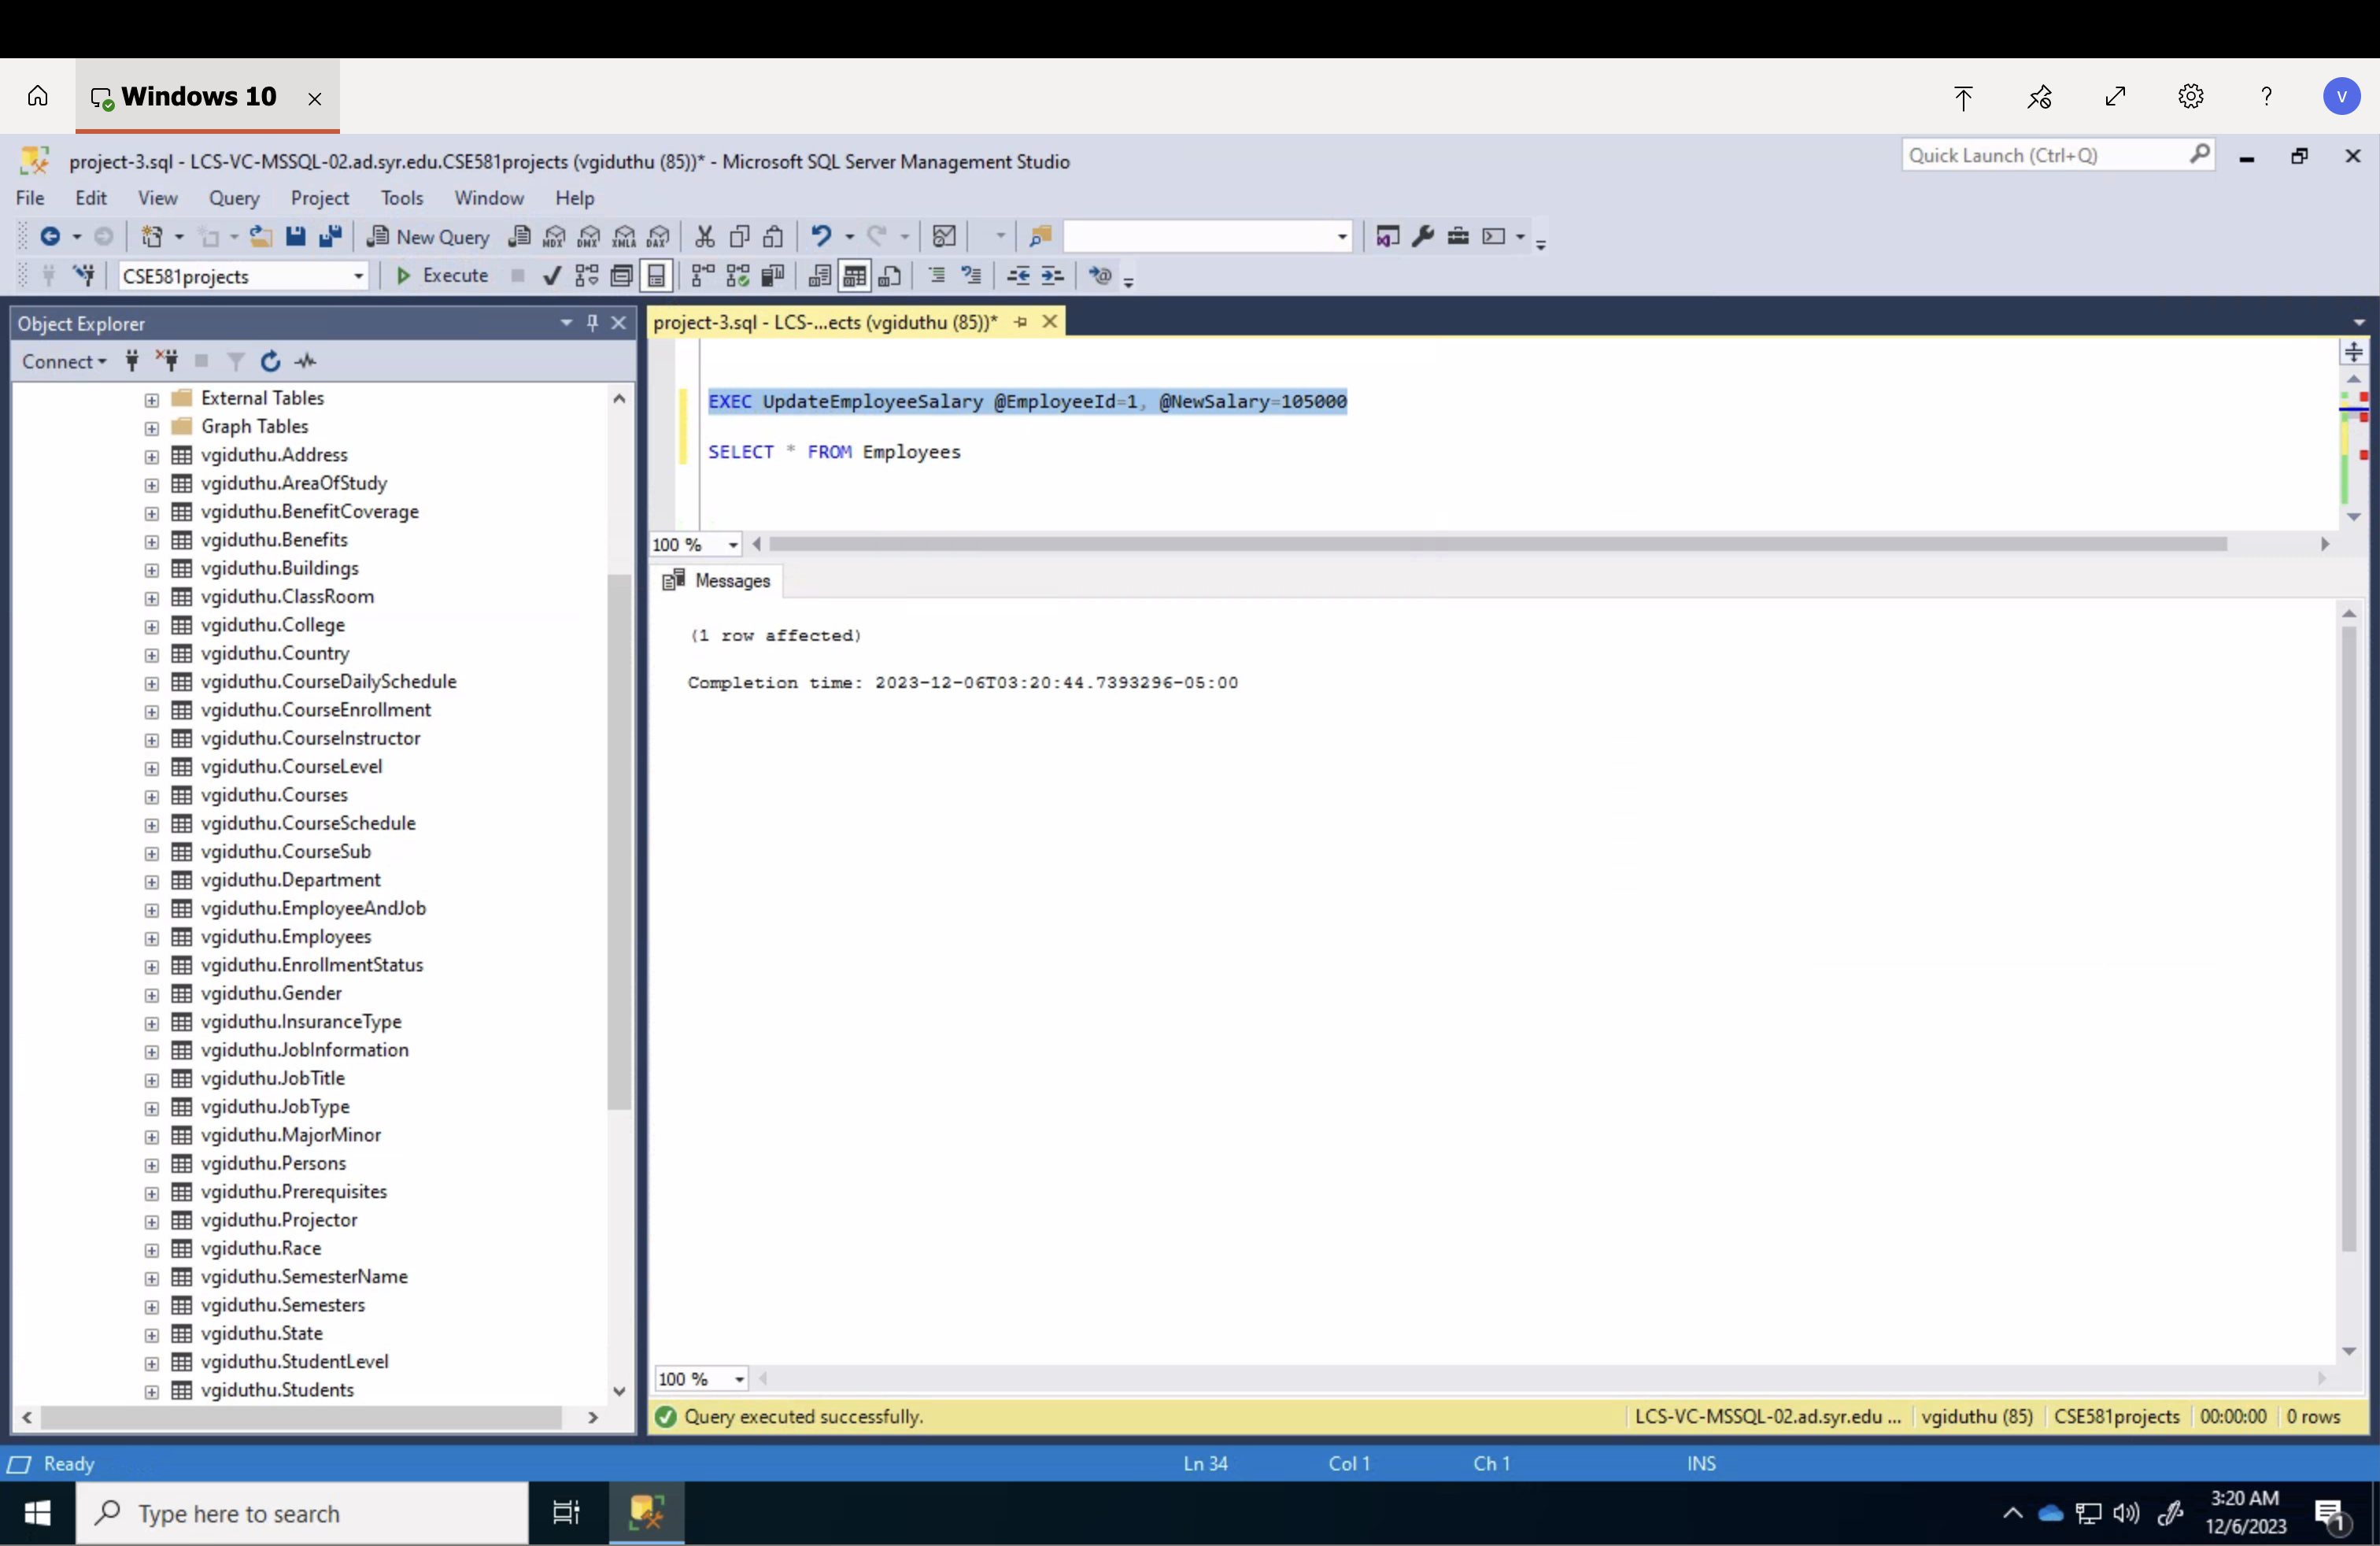 Windows 10
V
project-3.sql - LCS-VC-MSSQL-02.ad.syr.edu.CSE581projects (vgiduthu (85))* - Microsoft SQL Server Management Studio
Quick Launch (Ctrl+Q)
File Edit View Query Project Tools Window Help
New Query MDX DMX XMLA DAX
CSE581projects Execute
Object Explorer
project-3.sql - LCS-...ects (vgiduthu (85))*
Connect
External Tables
Graph Tables
vgiduthu.Address
vgiduthu.AreaOfStudy
vgiduthu.BenefitCoverage
vgiduthu.Benefits
vgiduthu.Buildings
vgiduthu.ClassRoom
vgiduthu.College
vgiduthu.Country
vgiduthu.CourseDailySchedule
vgiduthu.CourseEnrollment
vgiduthu.CourseInstructor
vgiduthu.CourseLevel
vgiduthu.Courses
vgiduthu.CourseSchedule
vgiduthu.CourseSub
vgiduthu.Department
vgiduthu.EmployeeAndJob
vgiduthu.Employees
vgiduthu.EnrollmentStatus
vgiduthu.Gender
vgiduthu.InsuranceType
vgiduthu.JobInformation
vgiduthu.JobTitle
vgiduthu.JobType
vgiduthu.MajorMinor
vgiduthu.Persons
vgiduthu.Prerequisites
vgiduthu.Projector
vgiduthu.Race
vgiduthu.SemesterName
vgiduthu.Semesters
vgiduthu.State
vgiduthu.StudentLevel
vgiduthu.Students
EXEC UpdateEmployeeSalary @EmployeeId=1, @NewSalary=105000
SELECT * FROM Employees
100 %
Messages
(1 row affected)
Completion time: 2023-12-06T03:20:44.7393296-05:00
100 %
Query executed successfully.
LCS-VC-MSSQL-02.ad.syr.edu ... vgiduthu (85) CSE581projects 00:00:00 0 rows
Ready Ln 34 Col 1 Ch 1 INS
Type here to search
3:20 AM
12/6/2023
1